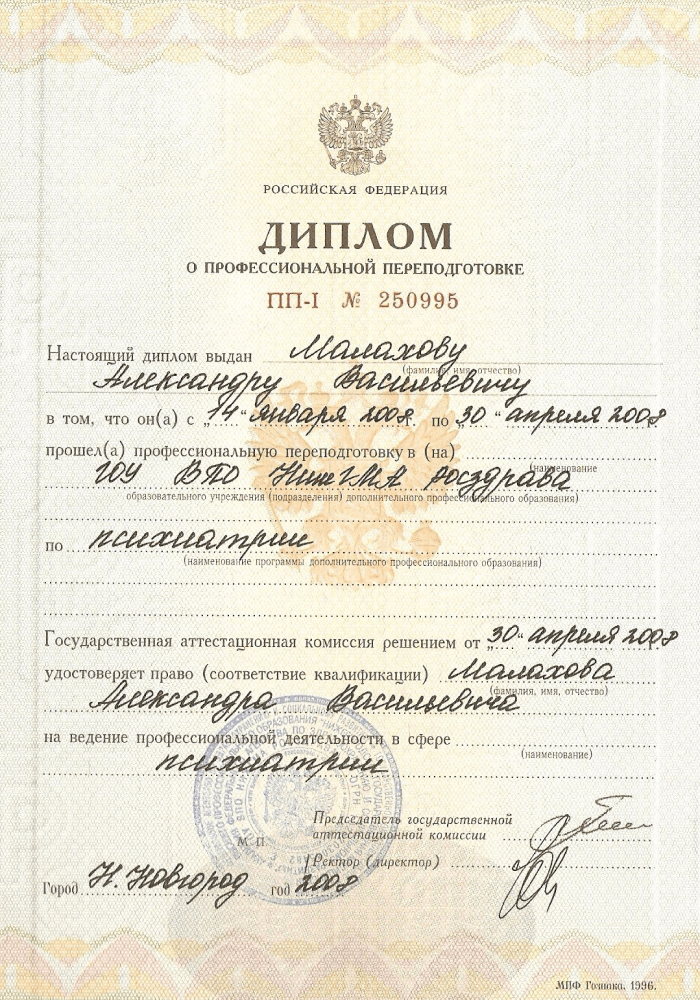 РОССИЙСКАЯ ФЕДЕРАЦИЯ
ДИПЛОМ
О ПРОФЕССИОНАЛЬНОЙ ПЕРЕПОДГОТОВКЕ
ПП-I № 250995
Настоящий диплом выдан Малахову
(фамилия, имя, отчество)
Александру Васильевичу
в том, что он(а) с „14“ января 2008г. по „30“ апреля 2008
прошел(а) профессиональную переподготовку в (на)
(наименование
ГОУ ВПО НижГМА Росздрава
образовательного учреждения (подразделения) дополнительного профессионального образования)
по психиатрии
(наименование программы дополнительного профессионального образования)
Государственная аттестационная комиссия решением от „30“ апреля 2008
удостоверяет право (соответствие квалификации) Малахова
(фамилия, имя, отчество)
Александра Васильевича
на ведение профессиональной деятельности в сфере
(наименование)
психиатрии
Председатель государственной
аттестационной комиссии
М П
Ректор (директор)
Город Н. Новгород год 2008
МПФ Гознака. 1996.